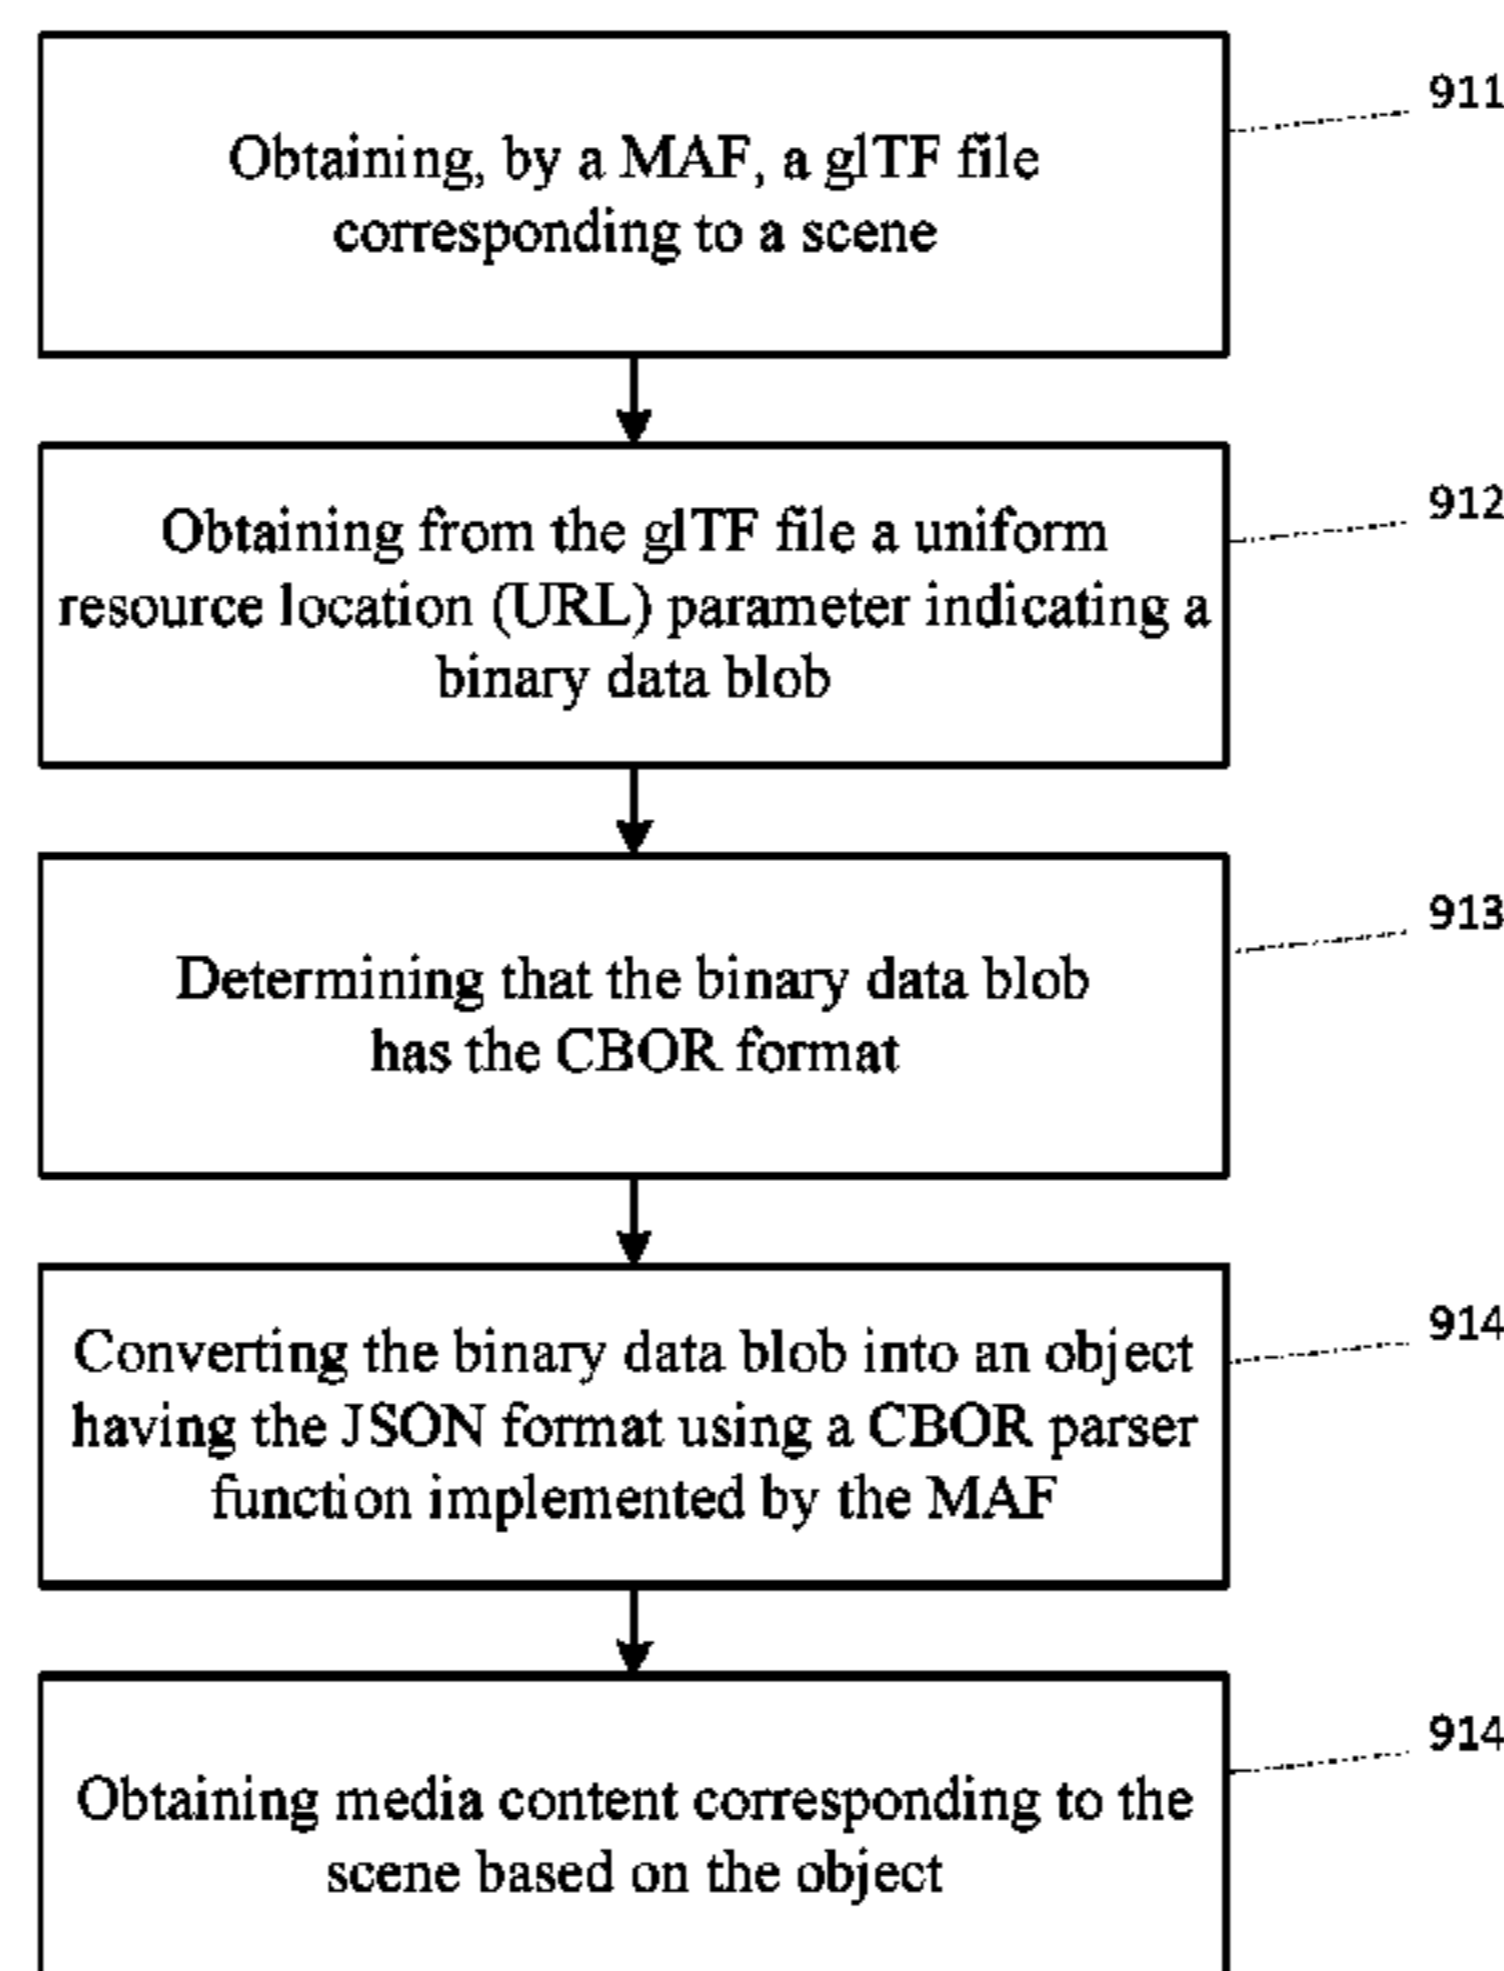 911
Obtaining, by a MAF, a glTF file
corresponding to a scene
912
Obtaining from the glTF file a uniform
resource location (URL) parameter indicating a
binary data blob
913
Determining that the binary data blob
has the CBOR format
914
Converting the binary data blob into an object
having the JSON format using a CBOR parser
function implemented by the MAF
914
Obtaining media content corresponding to the
scene based on the object